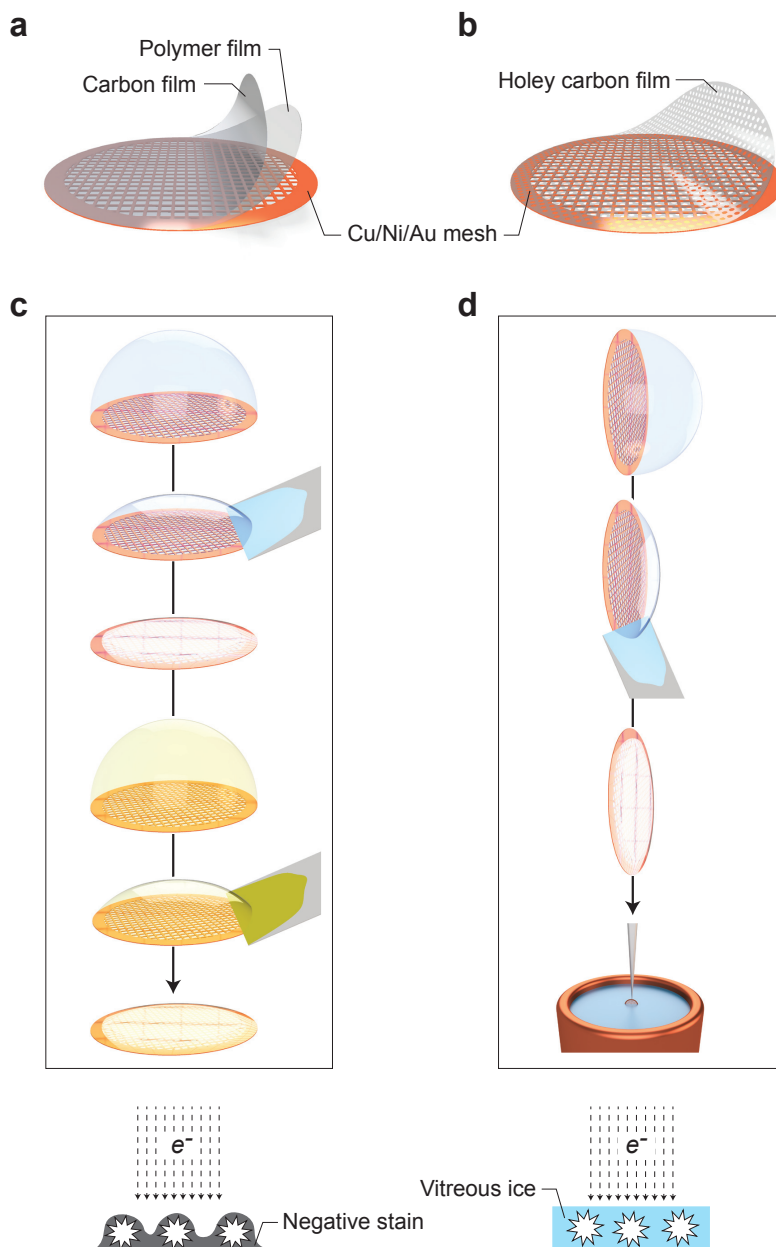 a
Polymer film
Carbon film
b
Holey carbon film
Cu/Ni/Au mesh
c
d
e-
Negative stain
e-
Vitreous ice